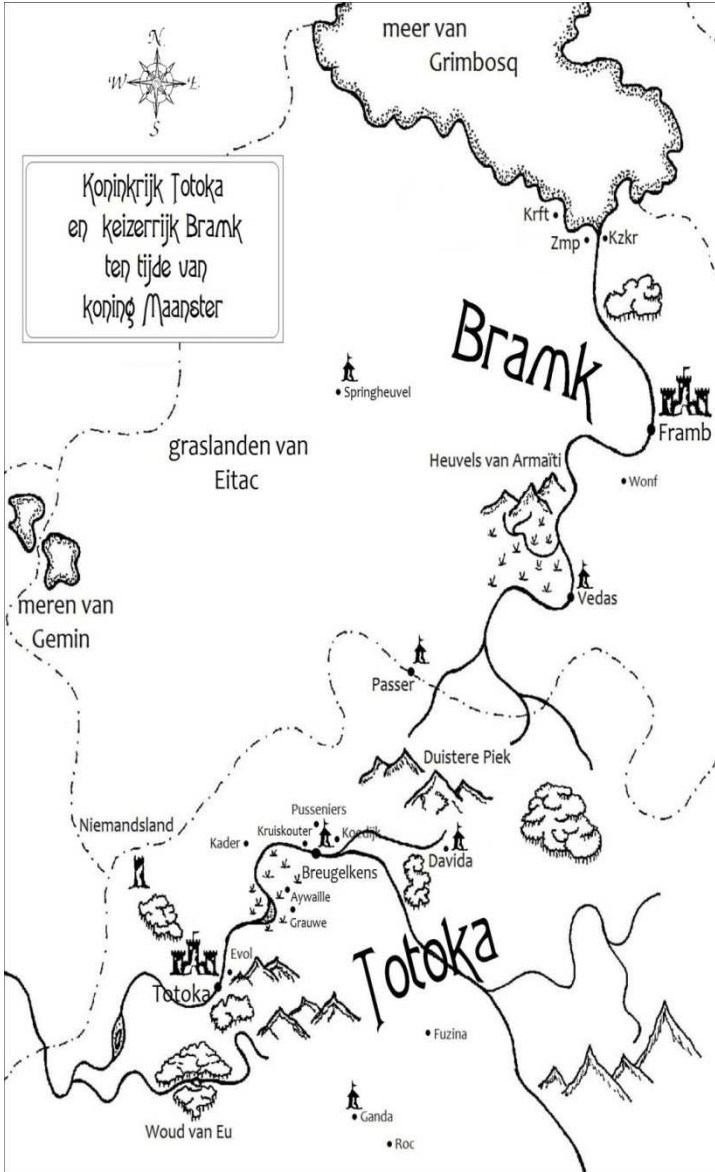 meer van
Grimbosq
N
W E
S
Koninkrijk Totoka
en keizerrijk Bramk
ten tijde van
koning Maanster
Krft
Zmp
Kzkr
Bramk
Springheuvel
Framb
graslanden van
Eitac
Heuvels van Armaïti
Wonf
meren van
Gemin
Vedas
Passer
Duistere Piek
Niemandsland
Pusseniers
Kader
Kruiskouter
Koedijk
Davida
Breugelkens
Aywaille
Grauwe
Totoka
Evol
Totoka
Fuzina
Woud van Eu
Ganda
Roc